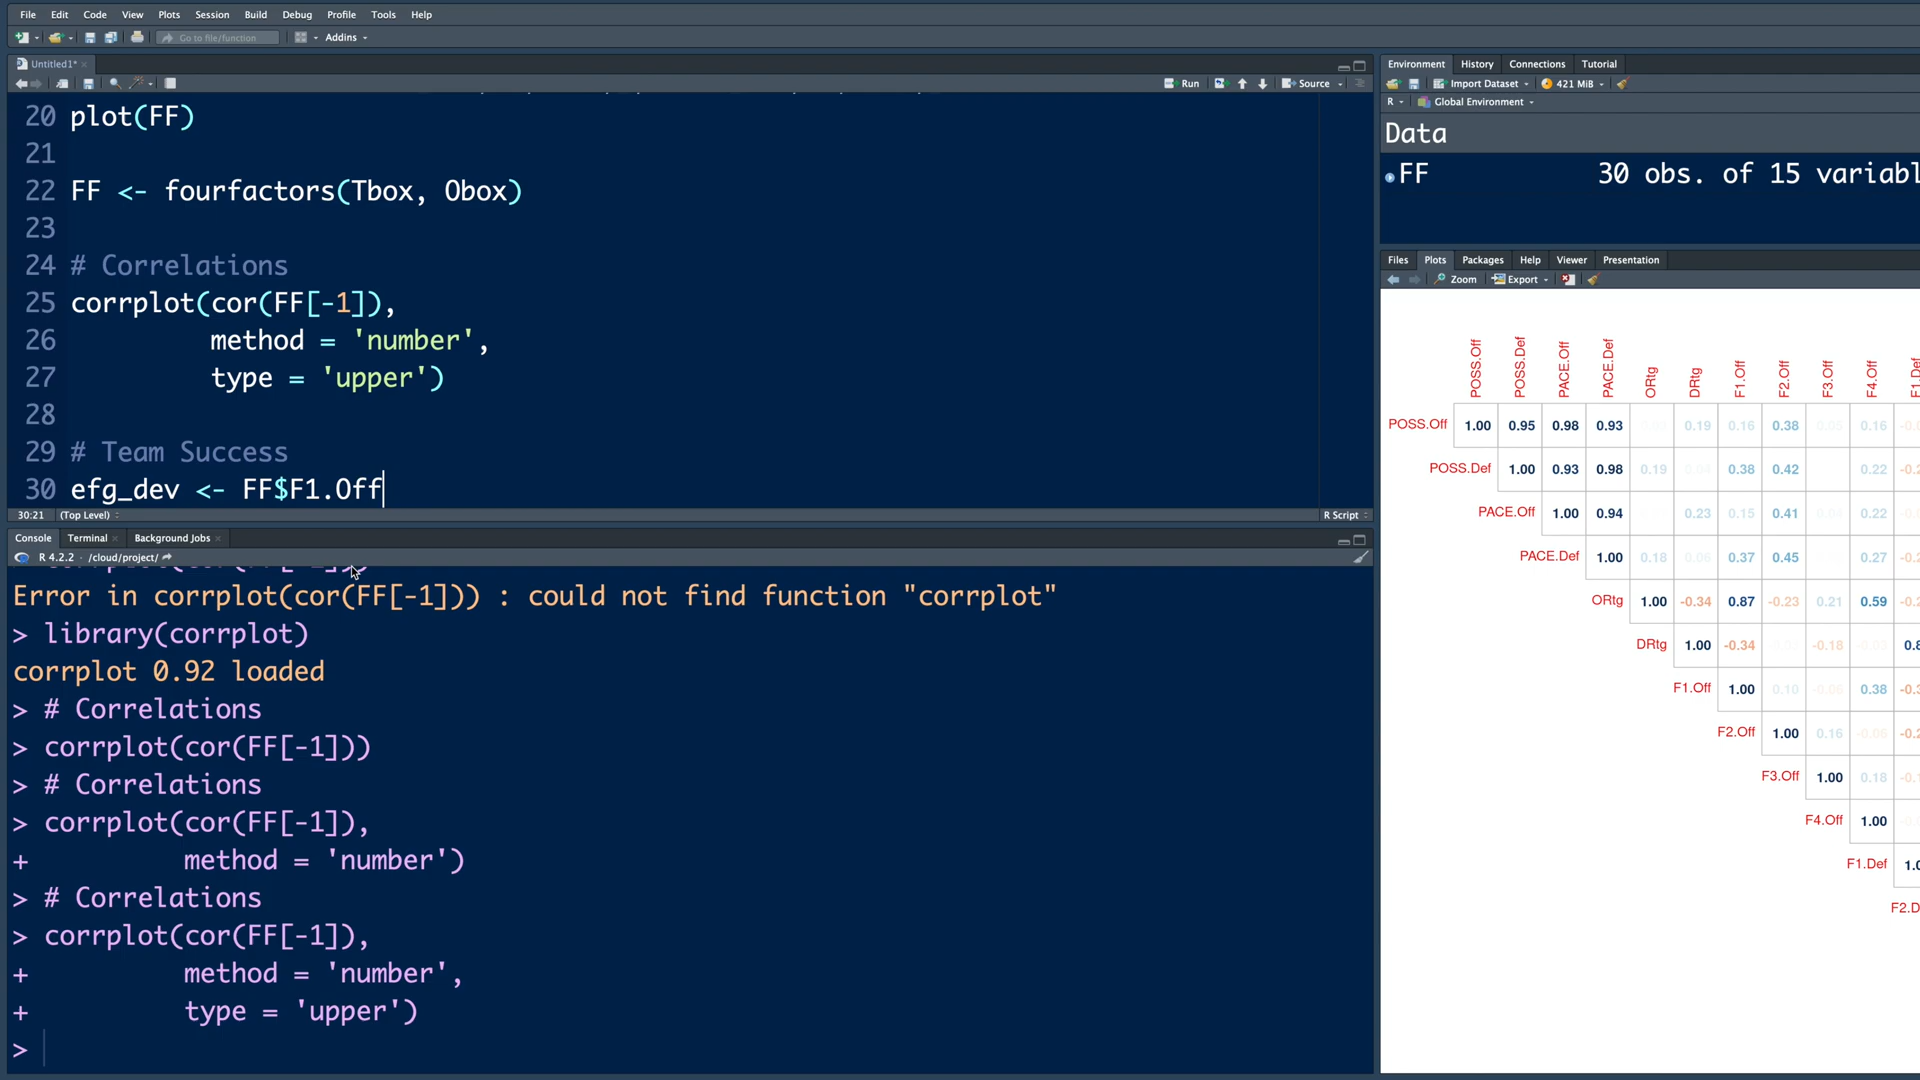 File Edit Code View Plots Session Build Debug Profile Tools Help
Go to file/function Addins
Untitled1*
Run Source
20 plot(FF)
21
22 FF <- fourfactors(Tbox, Obox)
23
24 # Correlations
25 corrplot(cor(FF[-1]),
26 method = 'number',
27 type = 'upper')
28
29 # Team Success
30 efg_dev <- FF$F1.Off
30:21 (Top Level) R Script
Console Terminal Background Jobs
R 4.2.2 · /cloud/project/
Error in corrplot(cor(FF[-1])) : could not find function "corrplot"
> library(corrplot)
corrplot 0.92 loaded
> # Correlations
> corrplot(cor(FF[-1]))
> # Correlations
> corrplot(cor(FF[-1]),
+ method = 'number')
> # Correlations
> corrplot(cor(FF[-1]),
+ method = 'number',
+ type = 'upper')
>
Environment History Connections Tutorial
Import Dataset 421 MiB
R Global Environment
Data
FF 30 obs. of 15 variabl
Files Plots Packages Help Viewer Presentation
Zoom Export
POSS.Off POSS.Def PACE.Off PACE.Def ORtg DRtg F1.Off F2.Off F3.Off F4.Off F1.Def
POSS.Off 1.00 0.95 0.98 0.93 0.19 0.16 0.38 0.16
POSS.Def 1.00 0.93 0.98 0.19 0.38 0.42 0.22
PACE.Off 1.00 0.94 0.23 0.15 0.41 0.22
PACE.Def 1.00 0.18 0.06 0.37 0.45 0.27
ORtg 1.00 -0.34 0.87 -0.23 0.21 0.59
DRtg 1.00 -0.34 -0.18
F1.Off 1.00 0.10 -0.06 0.38
F2.Off 1.00 0.16 -0.06
F3.Off 1.00 0.18
F4.Off 1.00
F1.Def
F2.D